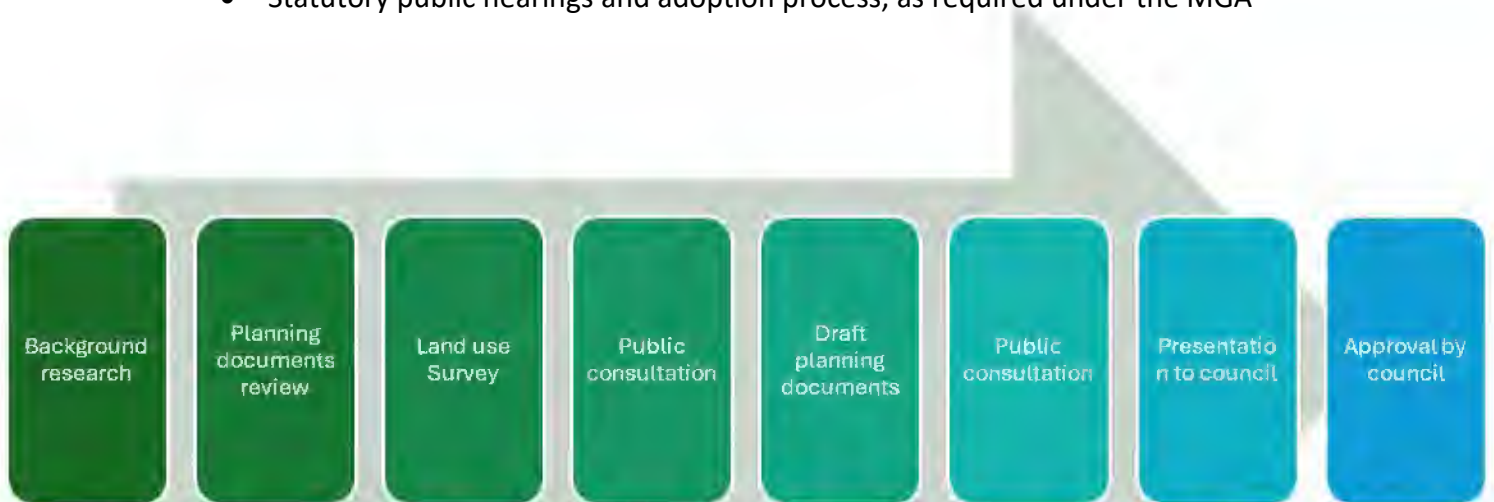 • Statutory public hearings and adoption process, as required under the MGA
Background
research
Planning
documents
review
Land use
Survey
Public
consultation
Draft
planning
documents
Public
consultation
Presentatio
n to council
Approval by
council